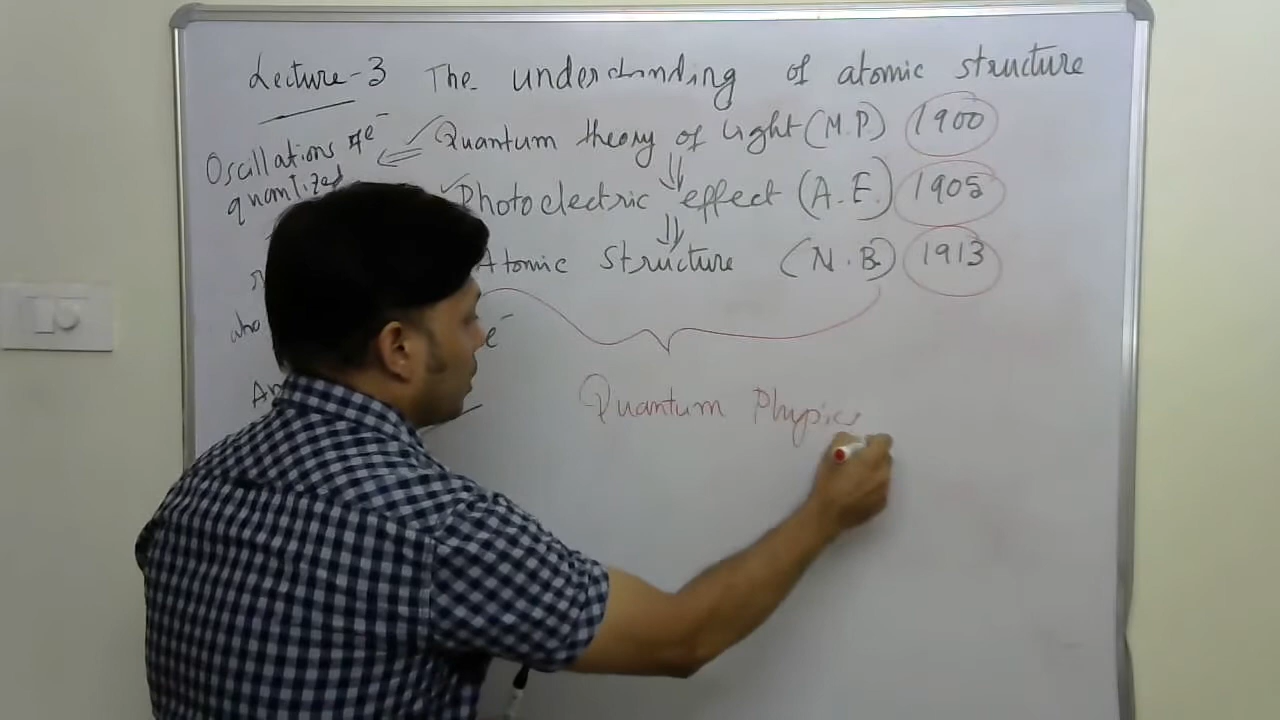 Lecture-3 The understanding of atomic structure
Oscillations of e⁻
quantized
Quantum theory of light (M.P.) 1900
⇓
Photoelectric effect (A.E.) 1905
⇓
Atomic Structure (N.B.) 1913
e⁻
Quantum Physics